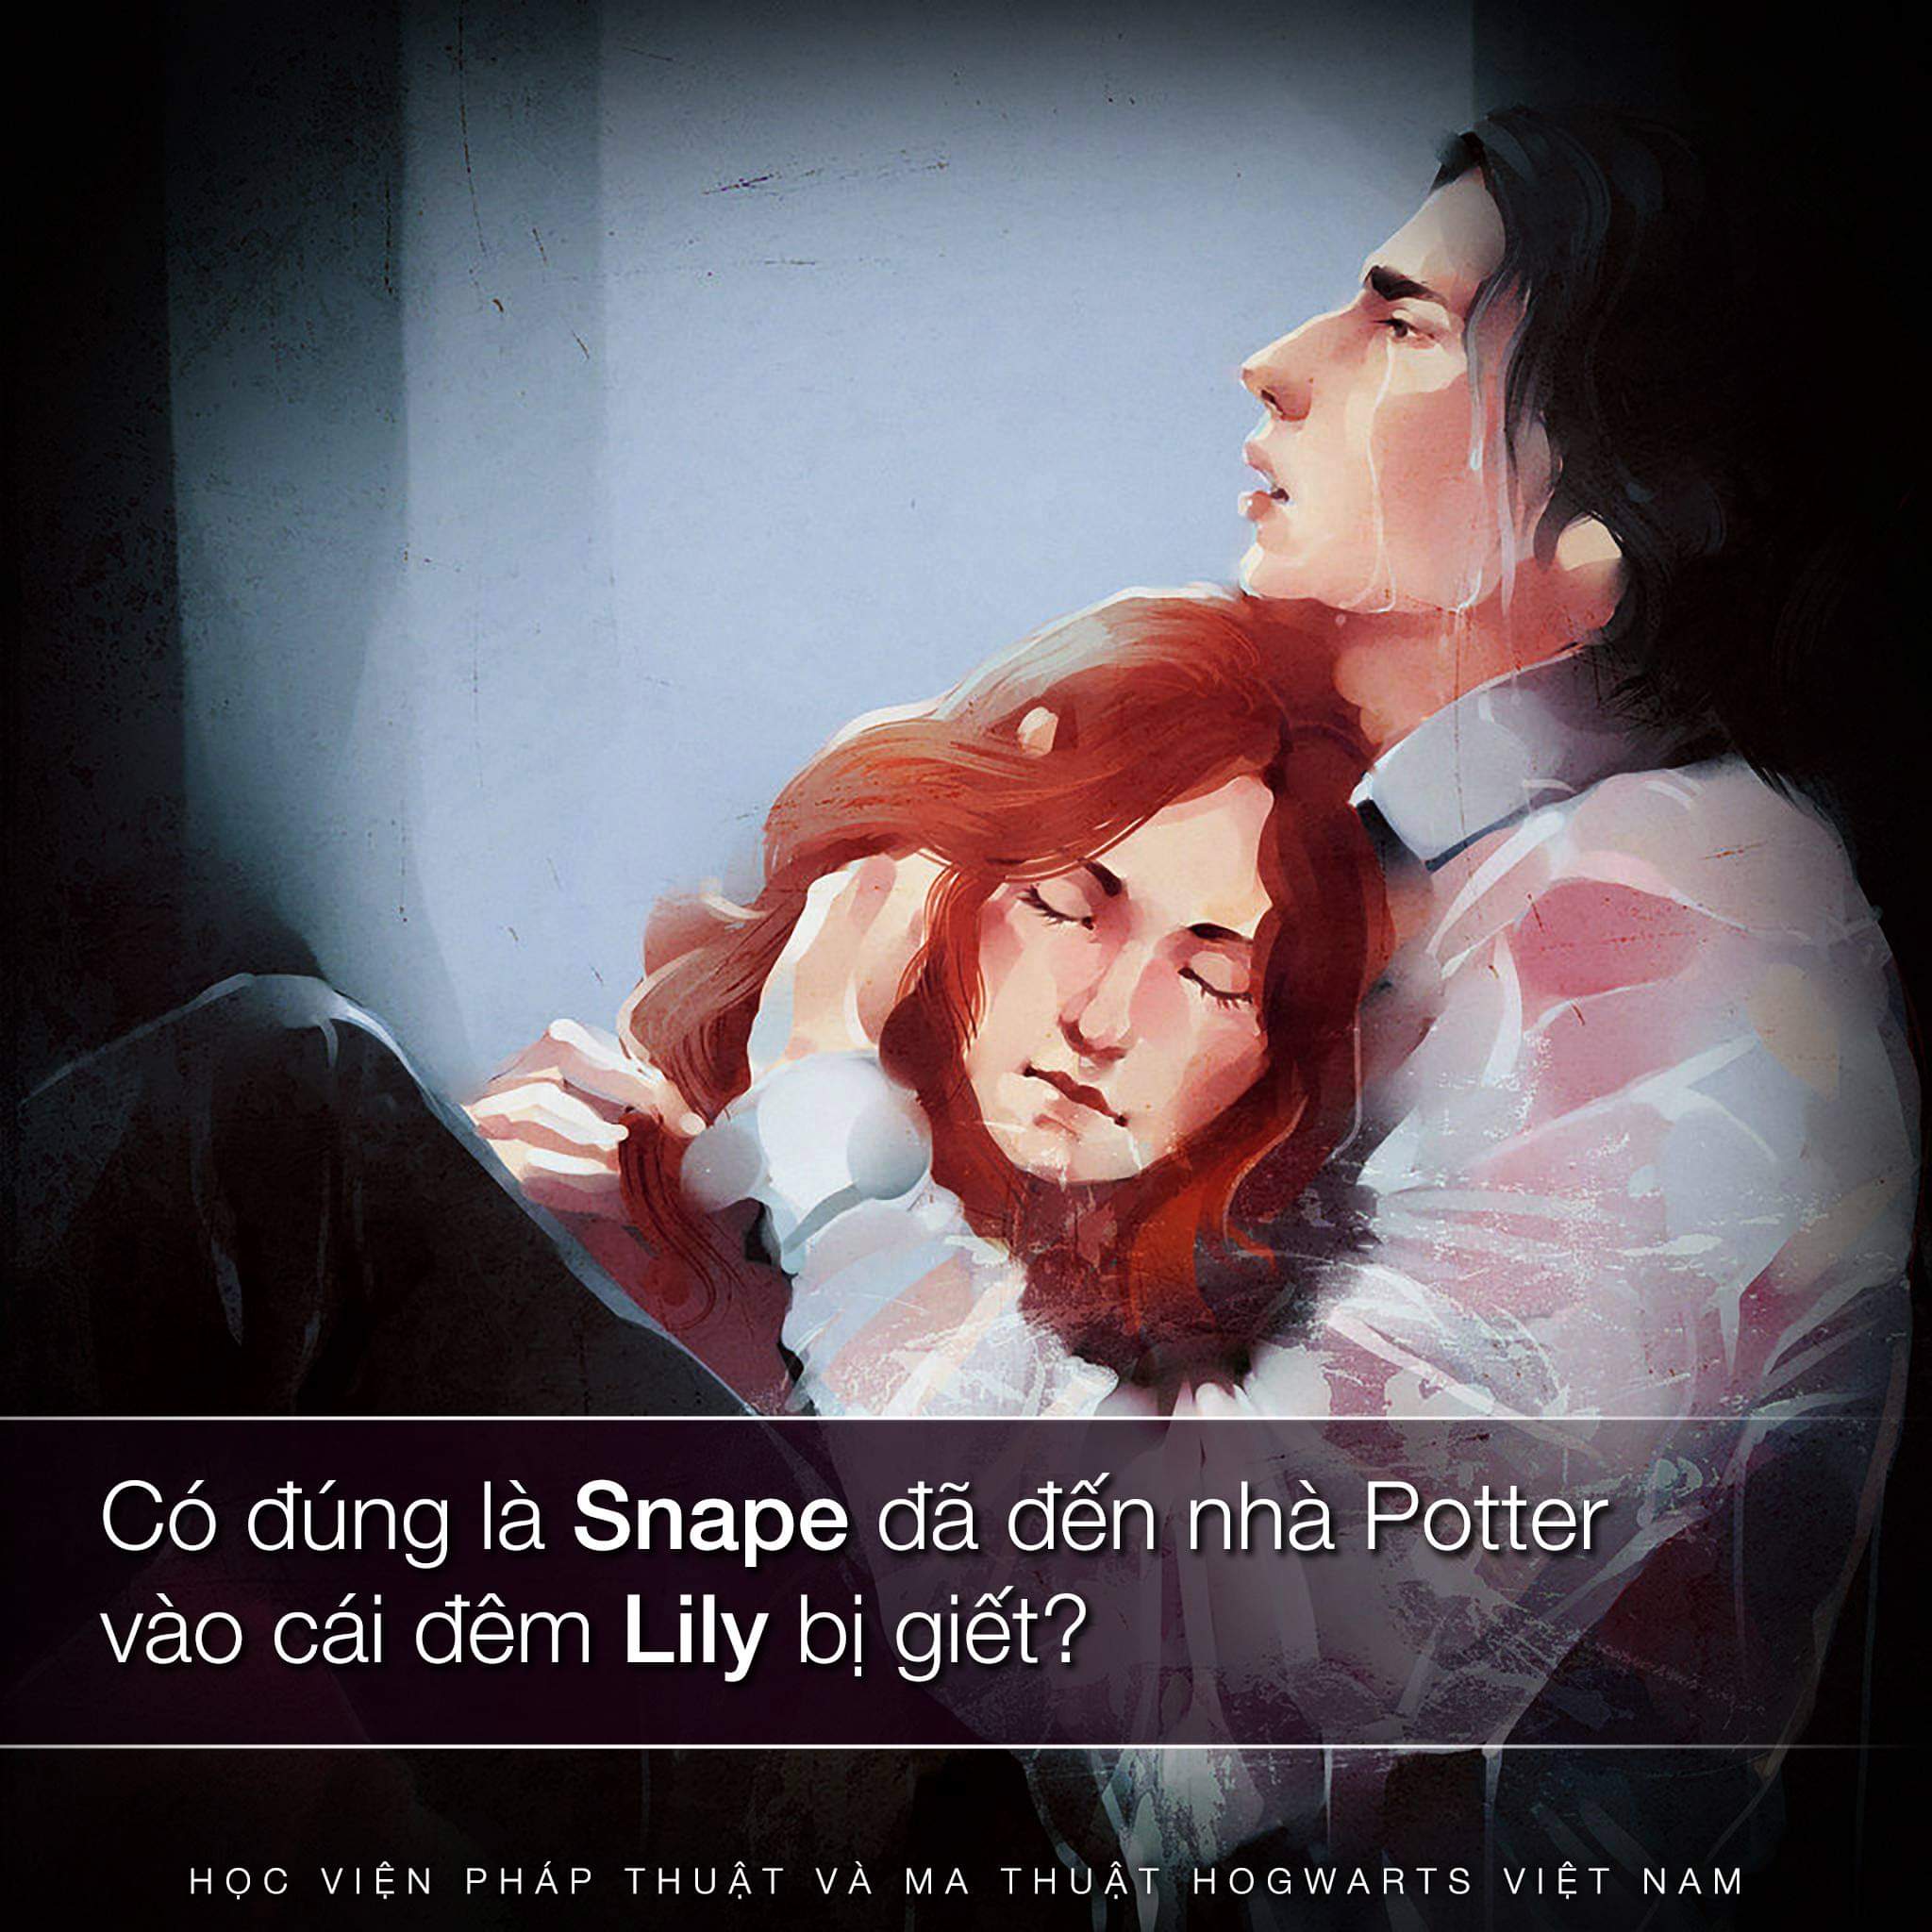 Có đúng là Snape đã đến nhà Potter
vào cái đêm Lily bị giết?
HỌC VIỆN PHÁP THUẬT VÀ MA THUẬT HOGWARTS VIỆT NAM